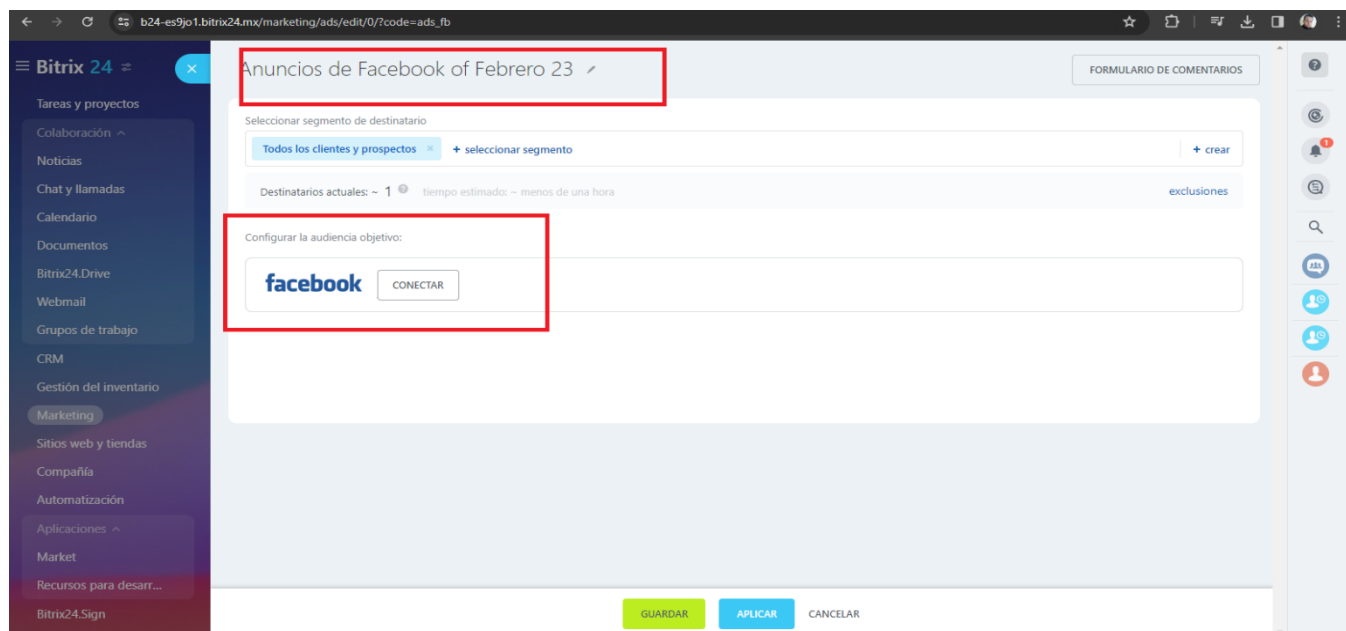 b24-es9jo1.bitrix24.mx/marketing/ads/edit/0/?code=ads_fb
Bitrix 24
Tareas y proyectos
Colaboración
Noticias
Chat y llamadas
Calendario
Documentos
Bitrix24.Drive
Webmail
Grupos de trabajo
CRM
Gestión del inventario
Marketing
Sitios web y tiendas
Compañía
Automatización
Aplicaciones
Market
Recursos para desarr...
Bitrix24.Sign
Anuncios de Facebook of Febrero 23
FORMULARIO DE COMENTARIOS
Seleccionar segmento de destinatario
Todos los clientes y prospectos × + seleccionar segmento + crear
Destinatarios actuales: ~ 1 ? tiempo estimado: ~ menos de una hora exclusiones
Configurar la audiencia objetivo:
facebook CONECTAR
GUARDAR APLICAR CANCELAR
?
1